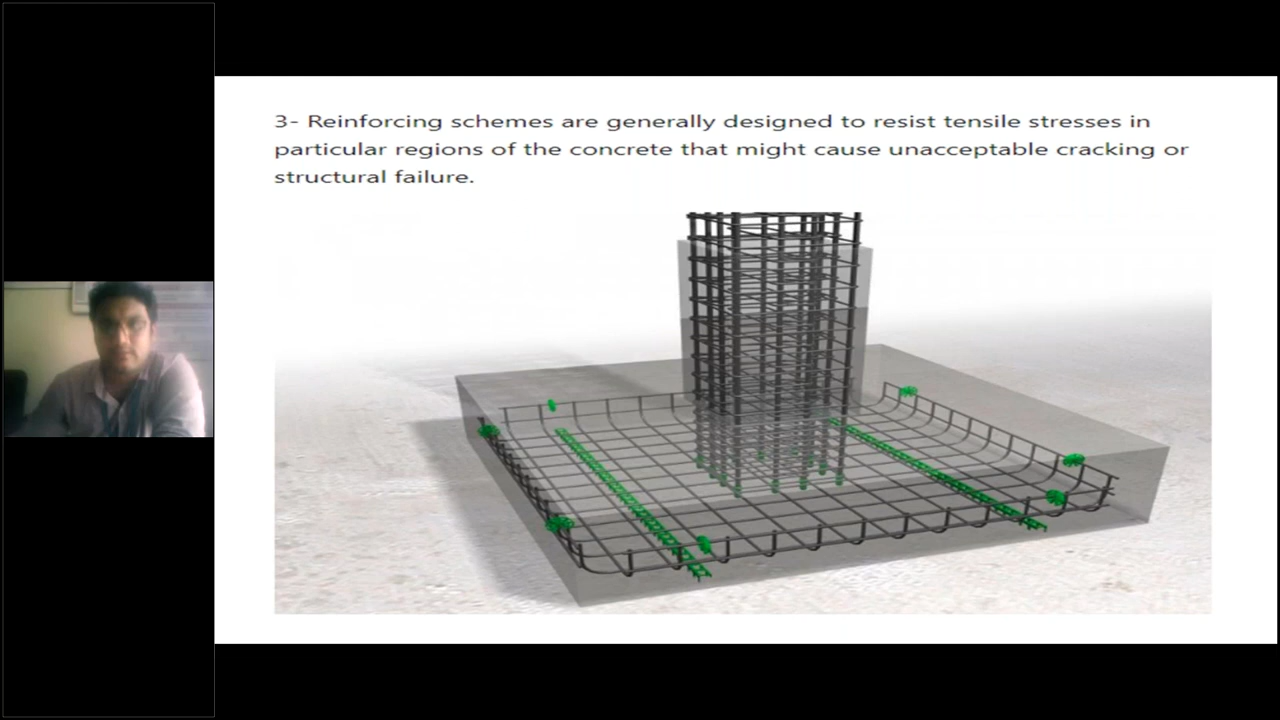 3- Reinforcing schemes are generally designed to resist tensile stresses in
particular regions of the concrete that might cause unacceptable cracking or
structural failure.